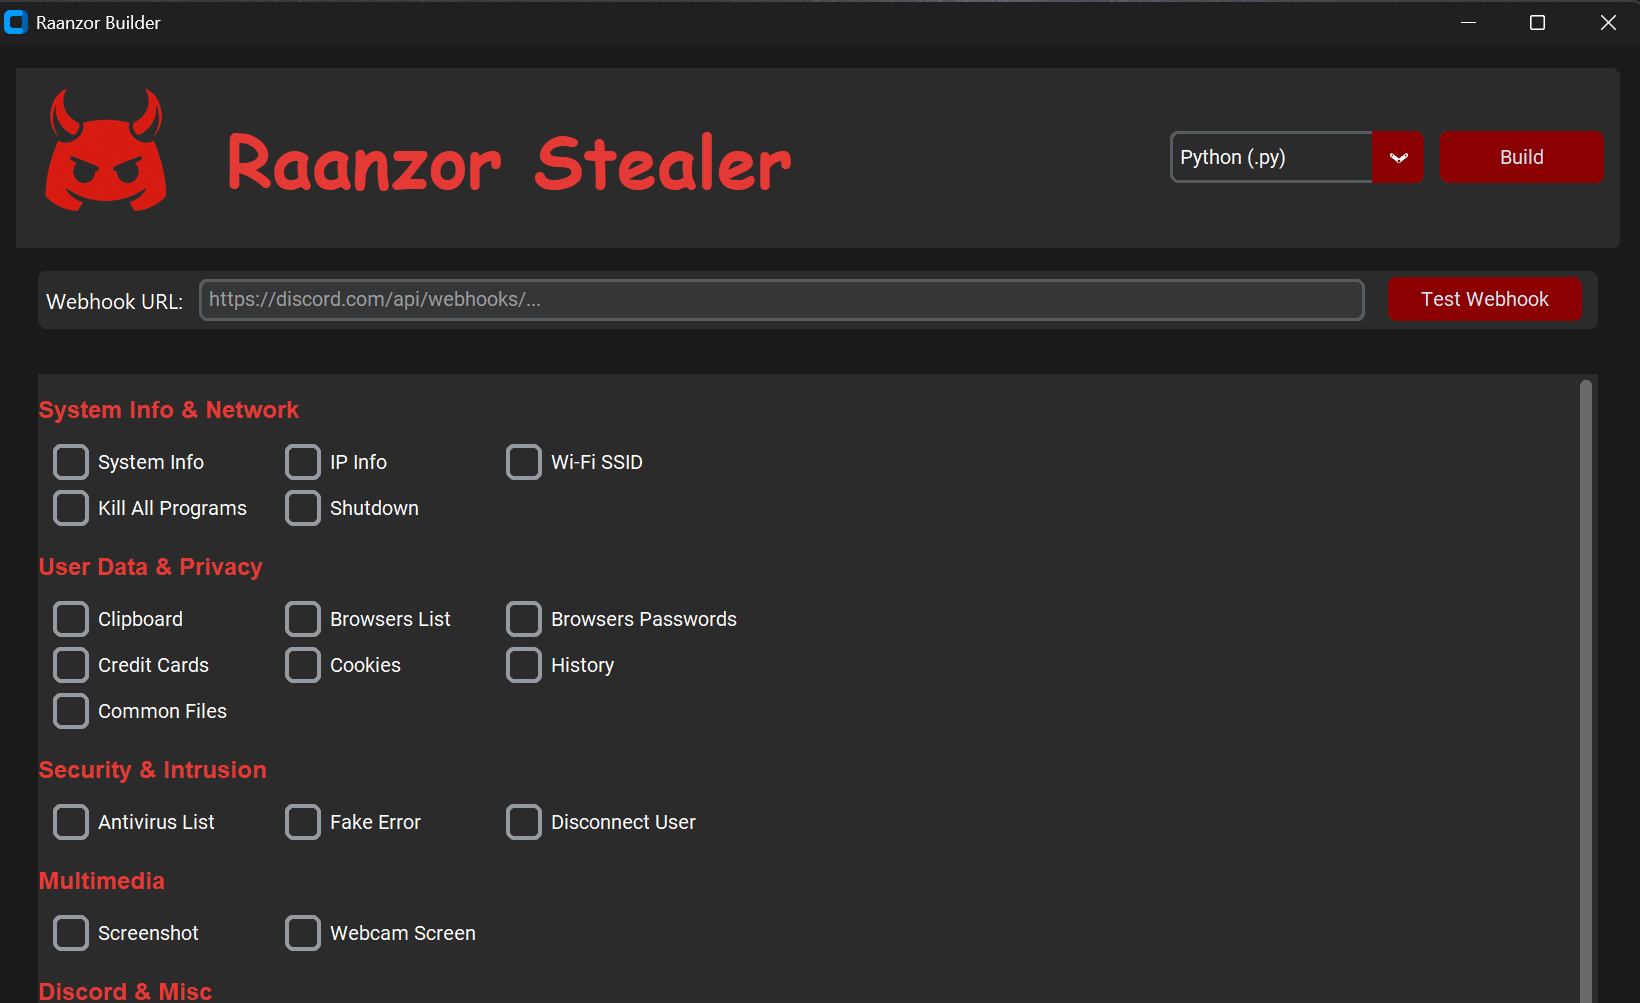 Raanzor Builder
Raanzor Stealer
Python (.py)
Build
Webhook URL:
https://discord.com/api/webhooks/...
Test Webhook
System Info & Network
System Info IP Info Wi-Fi SSID
Kill All Programs Shutdown
User Data & Privacy
Clipboard Browsers List Browsers Passwords
Credit Cards Cookies History
Common Files
Security & Intrusion
Antivirus List Fake Error Disconnect User
Multimedia
Screenshot Webcam Screen
Discord & Misc